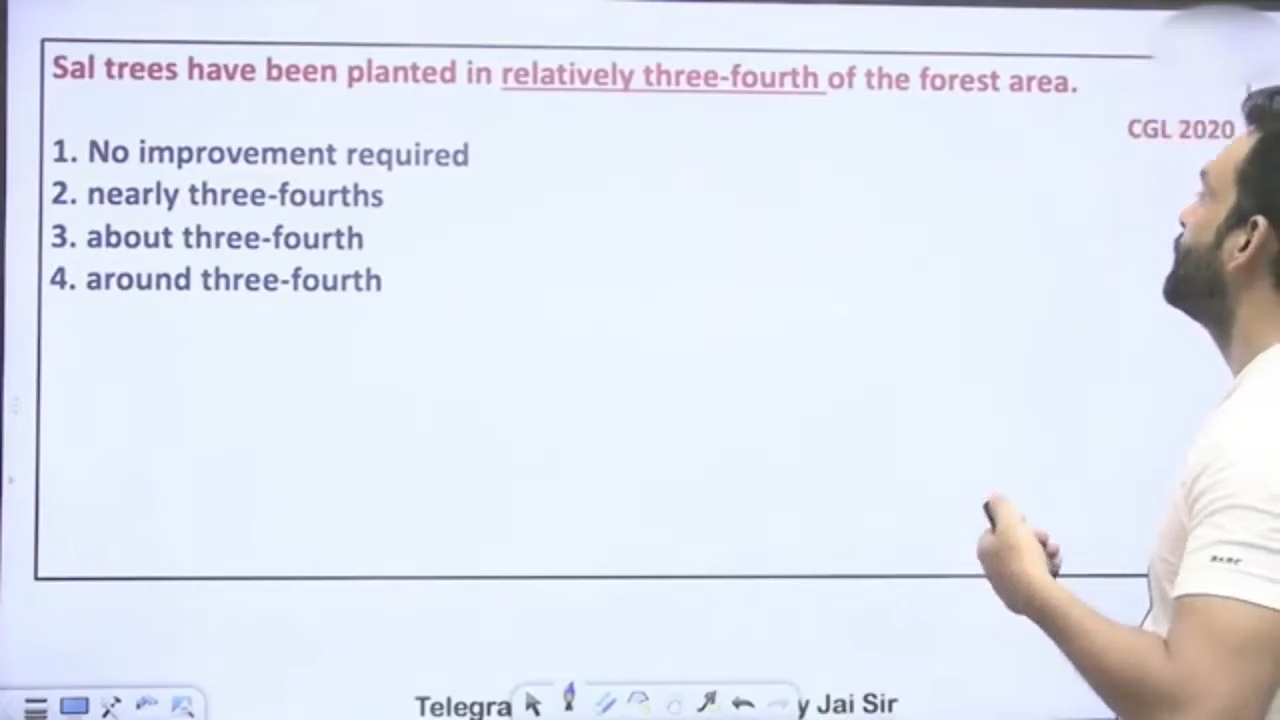 Sal trees have been planted in relatively three-fourth of the forest area.
CGL 2020
1. No improvement required
2. nearly three-fourths
3. about three-fourth
4. around three-fourth
Telegra
y Jai Sir